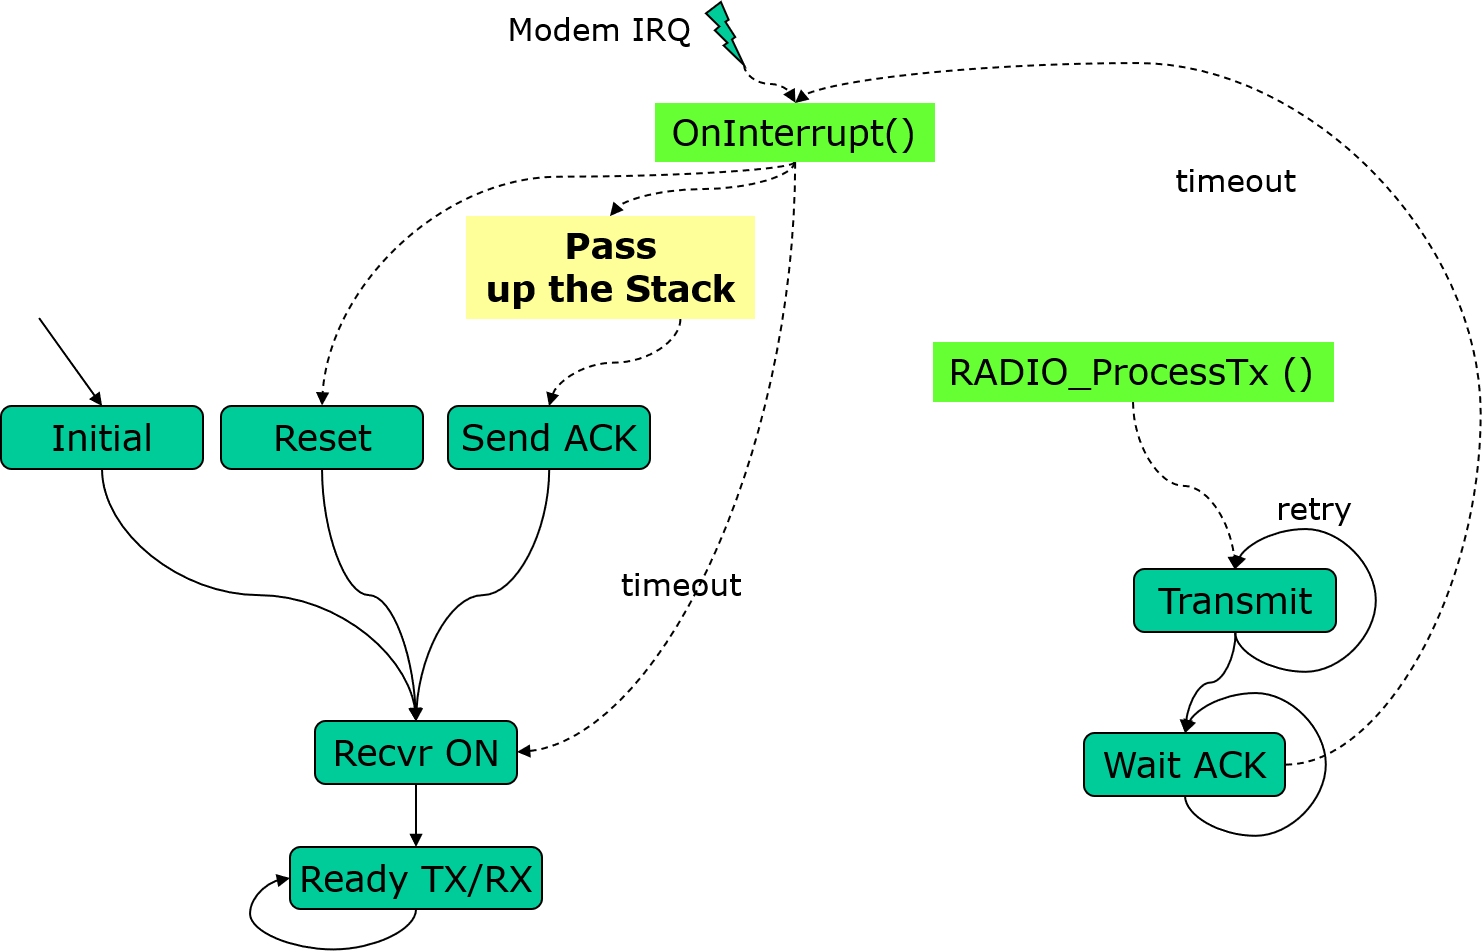 Modem IRQ
OnInterrupt()
timeout
Pass
up the Stack
RADIO_ProcessTx ()
Initial
Reset
Send ACK
retry
timeout
Transmit
Recvr ON
Wait ACK
Ready TX/RX